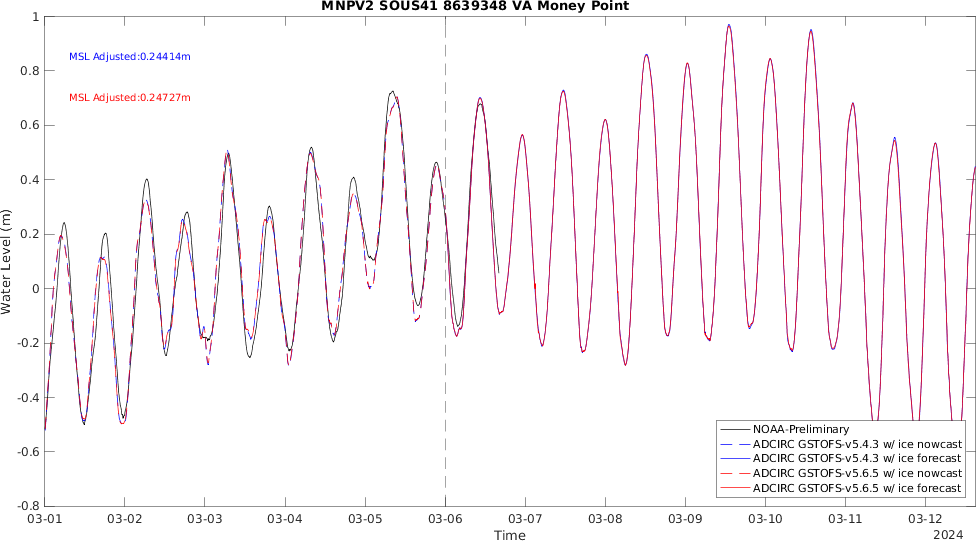 MNPV2 SOUS41 8639348 VA Money Point
MSL Adjusted:0.24414m
MSL Adjusted:0.24727m
Water Level (m)
1
0.8
0.6
0.4
0.2
0
-0.2
-0.4
-0.6
-0.8
NOAA-Preliminary
ADCIRC GSTOFS-v5.4.3 w/ ice nowcast
ADCIRC GSTOFS-v5.4.3 w/ ice forecast
ADCIRC GSTOFS-v5.6.5 w/ ice nowcast
ADCIRC GSTOFS-v5.6.5 w/ ice forecast
03-01 03-02 03-03 03-04 03-05 03-06 03-07 03-08 03-09 03-10 03-11 03-12
Time
2024